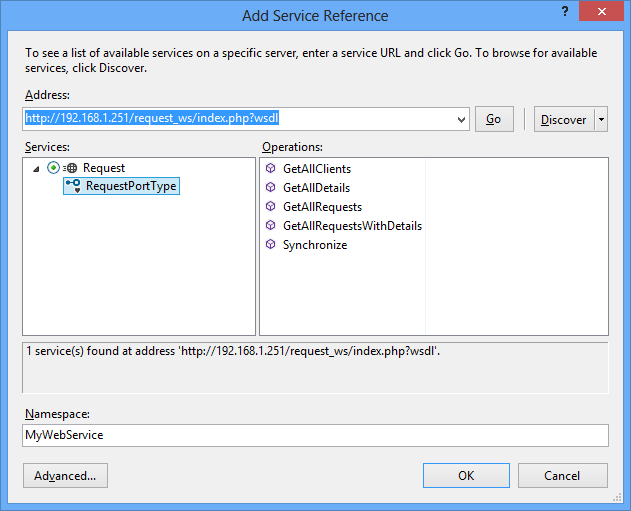 Add Service Reference
? x
To see a list of available services on a specific server, enter a service URL and click Go. To browse for available
services, click Discover.
Address:
http://192.168.1.251/request_ws/index.php?wsdl
Go
Discover
Services:
Operations:
Request
RequestPortType
GetAllClients
GetAllDetails
GetAllRequests
GetAllRequestsWithDetails
Synchronize
1 service(s) found at address 'http://192.168.1.251/request_ws/index.php?wsdl'.
Namespace:
MyWebService
Advanced...
OK
Cancel